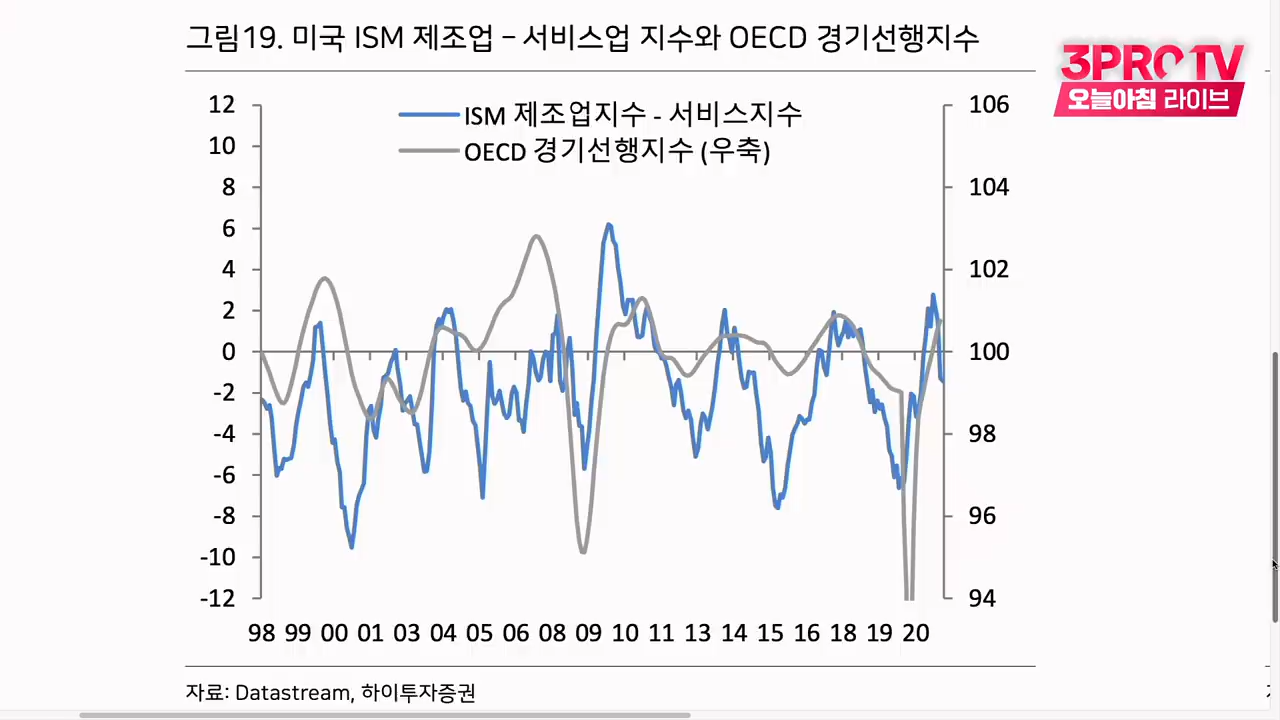 그림19. 미국 ISM 제조업 – 서비스업 지수와 OECD 경기선행지수
3PROTV
오늘아침 라이브
ISM 제조업지수 - 서비스지수
OECD 경기선행지수 (우축)
12
10
8
6
4
2
0
-2
-4
-6
-8
-10
-12
106
104
102
100
98
96
94
98 99 00 01 03 04 05 06 08 09 10 11 13 14 15 16 18 19 20
자료: Datastream, 하이투자증권